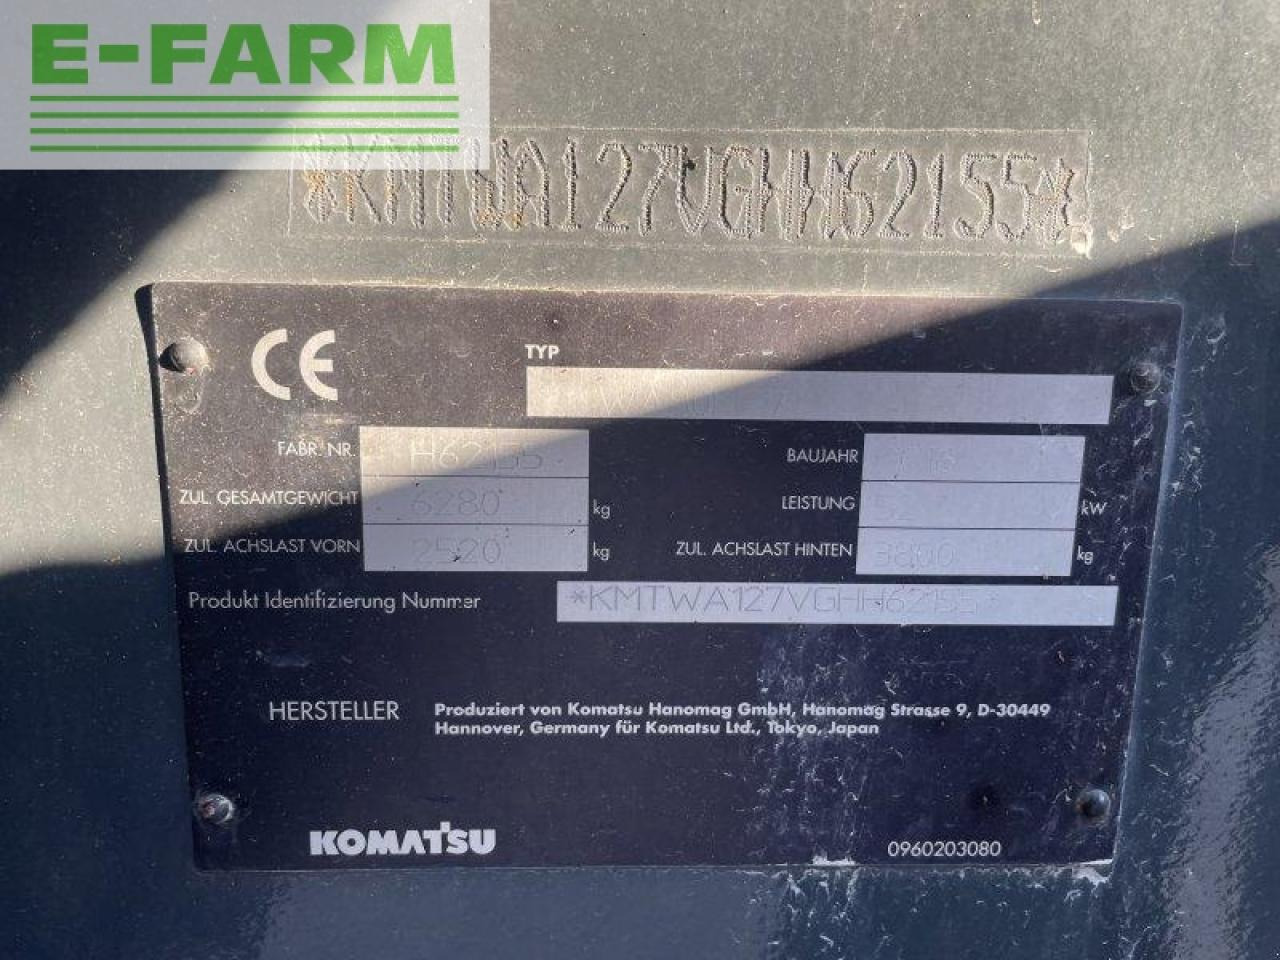 E-FARM
*KMTWA127VGHH62155*
CE
TYP
FABR. NR. H62155
BAUJAHR
ZUL. GESAMTGEWICHT 6280 kg
LEISTUNG 52 kW
ZUL. ACHSLAST VORN 2520 kg
ZUL. ACHSLAST HINTEN 3800 kg
Produkt Identifizierung Nummer *KMTWA127VGHH62155*
HERSTELLER
Produziert von Komatsu Hanomag GmbH, Hanomag Strasse 9, D-30449
Hannover, Germany für Komatsu Ltd., Tokyo, Japan
KOMATSU
0960203080